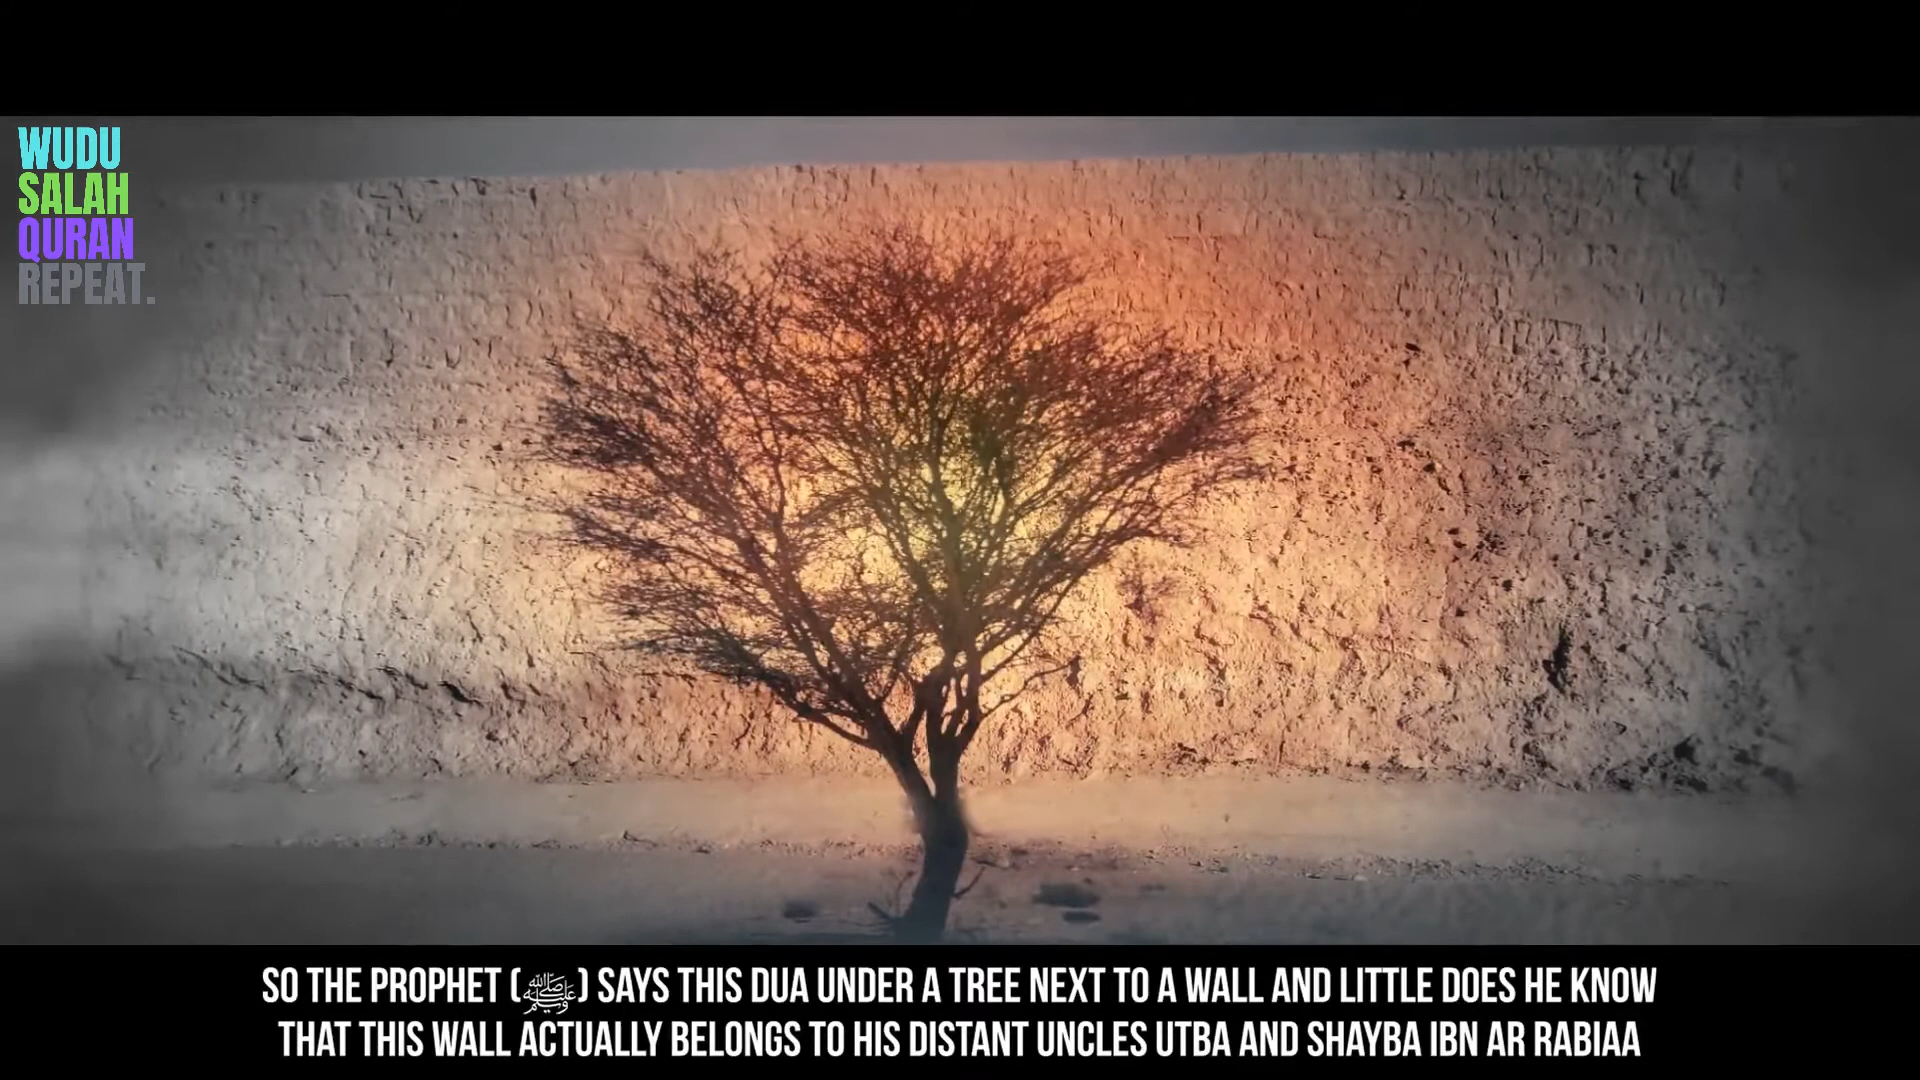 WUDU
SALAH
QURAN
REPEAT.
SO THE PROPHET (ﷺ) SAYS THIS DUA UNDER A TREE NEXT TO A WALL AND LITTLE DOES HE KNOW
THAT THIS WALL ACTUALLY BELONGS TO HIS DISTANT UNCLES UTBA AND SHAYBA IBN AR RABIAA